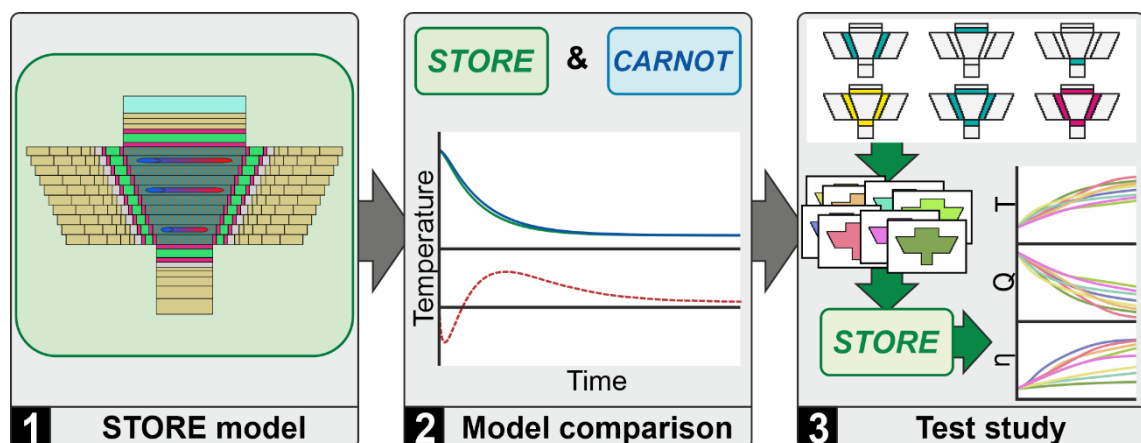 1 STORE model
STORE & CARNOT
Temperature
Time
2 Model comparison
T
Q
STORE
η
3 Test study